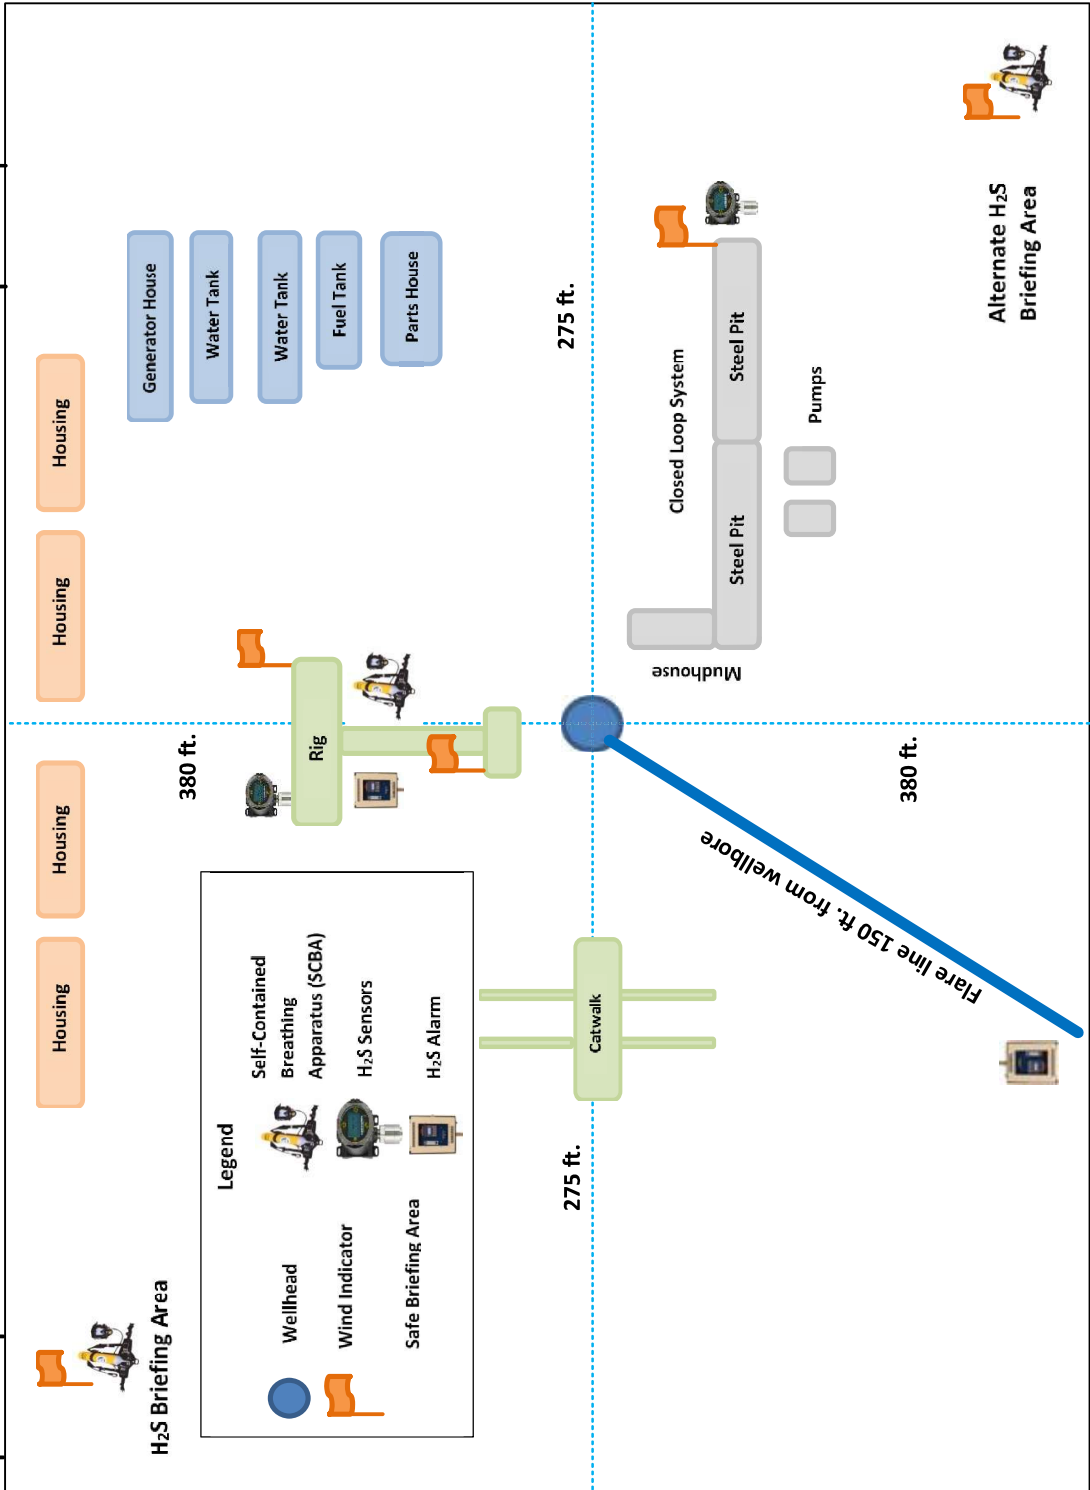 Housing
Housing
Housing
Housing
Generator House
Water Tank
Water Tank
Fuel Tank
Parts House
380 ft.
Rig
275 ft.
275 ft.
380 ft.
H₂S Briefing Area
Legend
Wellhead
Wind Indicator
Safe Briefing Area
Self-Contained
Breathing
Apparatus (SCBA)
H₂S Sensors
H₂S Alarm
Catwalk
Flare line 150 ft. from wellbore
Mudhouse
Closed Loop System
Steel Pit
Steel Pit
Pumps
Alternate H₂S
Briefing Area